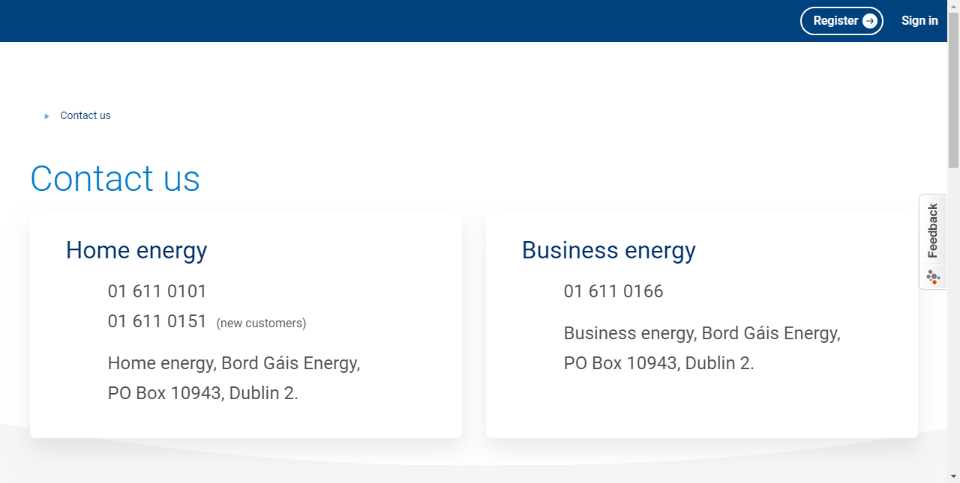 Register
Sign in
Contact us
Contact us
Home energy
01 611 0101
01 611 0151 (new customers)
Home energy, Bord Gáis Energy,
PO Box 10943, Dublin 2.
Business energy
01 611 0166
Business energy, Bord Gáis Energy,
PO Box 10943, Dublin 2.
Feedback